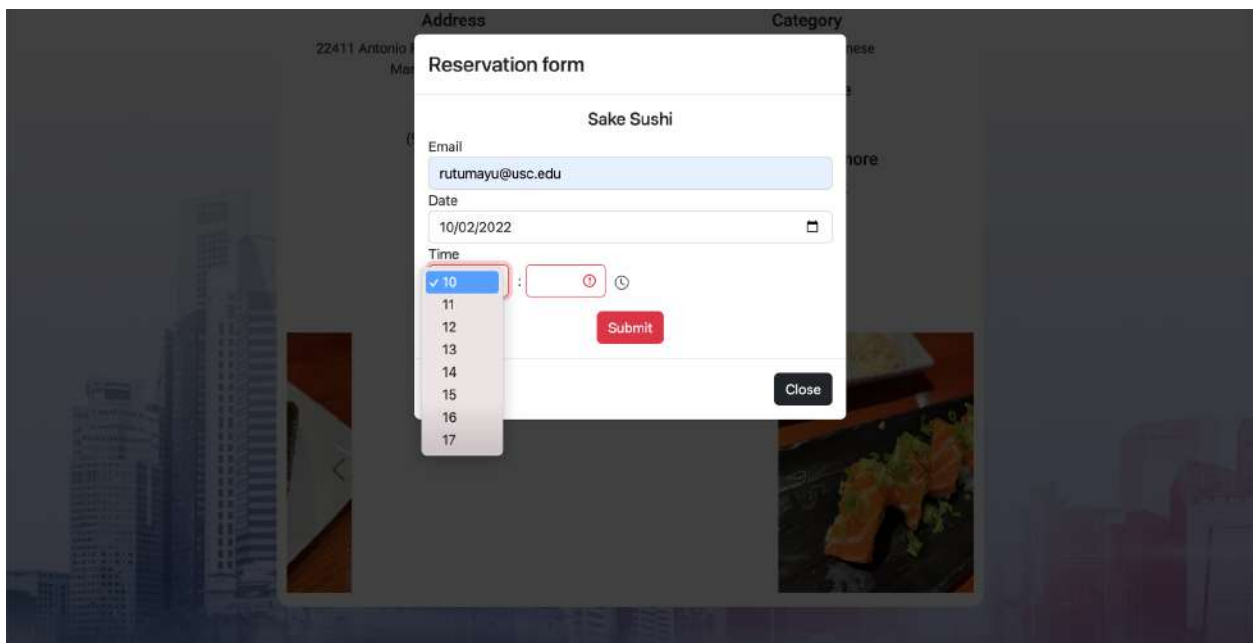 Address
Category
22411 Antonio
nese
Reservation form
Sake Sushi
Email
rutumayu@usc.edu
more
Date
10/02/2022
Time
✓ 10
:
11
12
Submit
13
14
15
Close
16
17